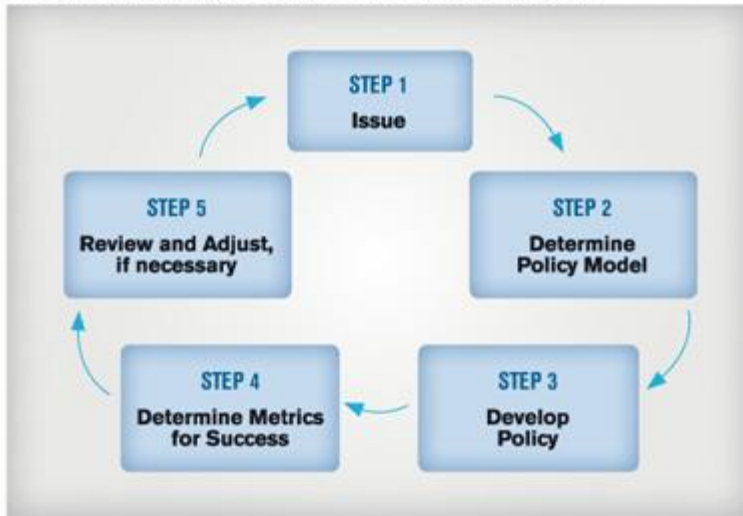 STEP 1
Issue
STEP 2
Determine
Policy Model
STEP 3
Develop
Policy
STEP 4
Determine Metrics
for Success
STEP 5
Review and Adjust,
if necessary